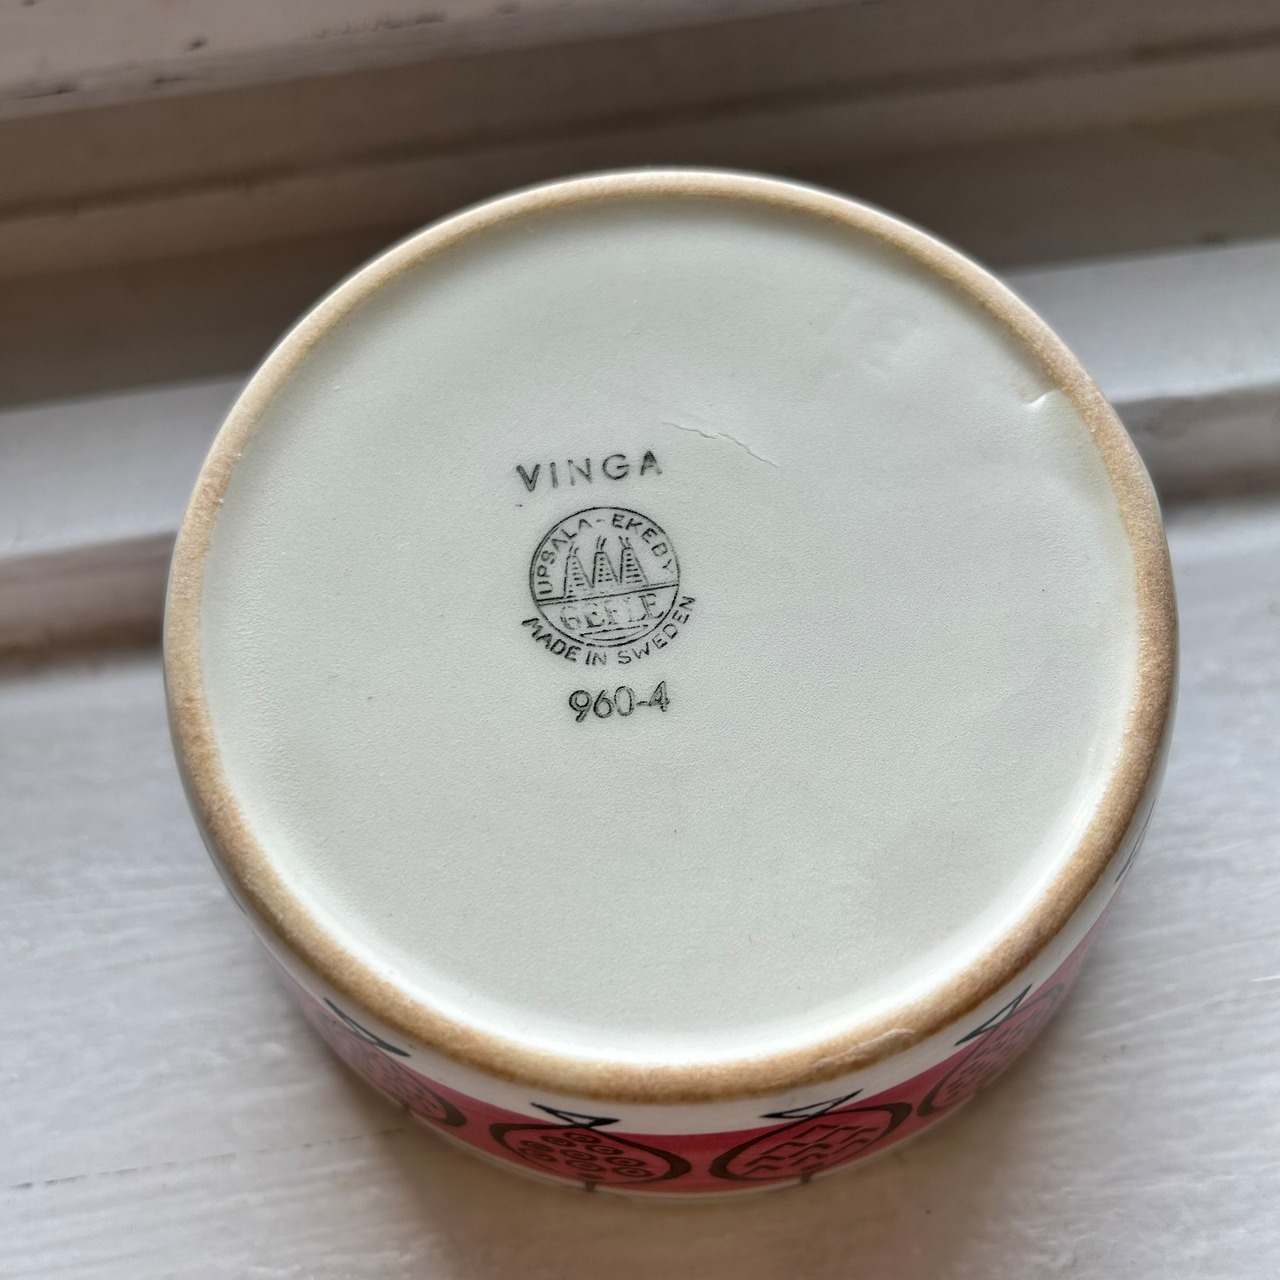 VINGA
UPSALA-EKEBY
GEFLE
MADE IN SWEDEN
960-4